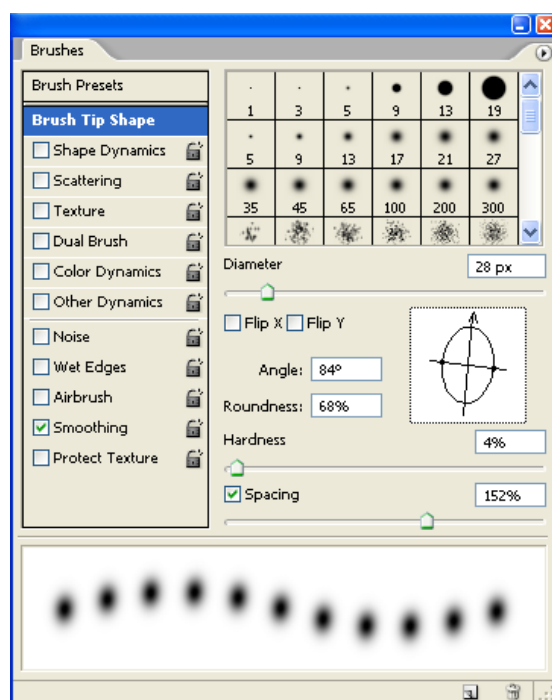 Brushes
Brush Presets
Brush Tip Shape
Shape Dynamics
Scattering
Texture
Dual Brush
Color Dynamics
Other Dynamics
Noise
Wet Edges
Airbrush
Smoothing
Protect Texture
1 3 5 9 13 19
5 9 13 17 21 27
35 45 65 100 200 300
Diameter 28 px
Flip X Flip Y
Angle: 84º
Roundness: 68%
Hardness 4%
Spacing 152%